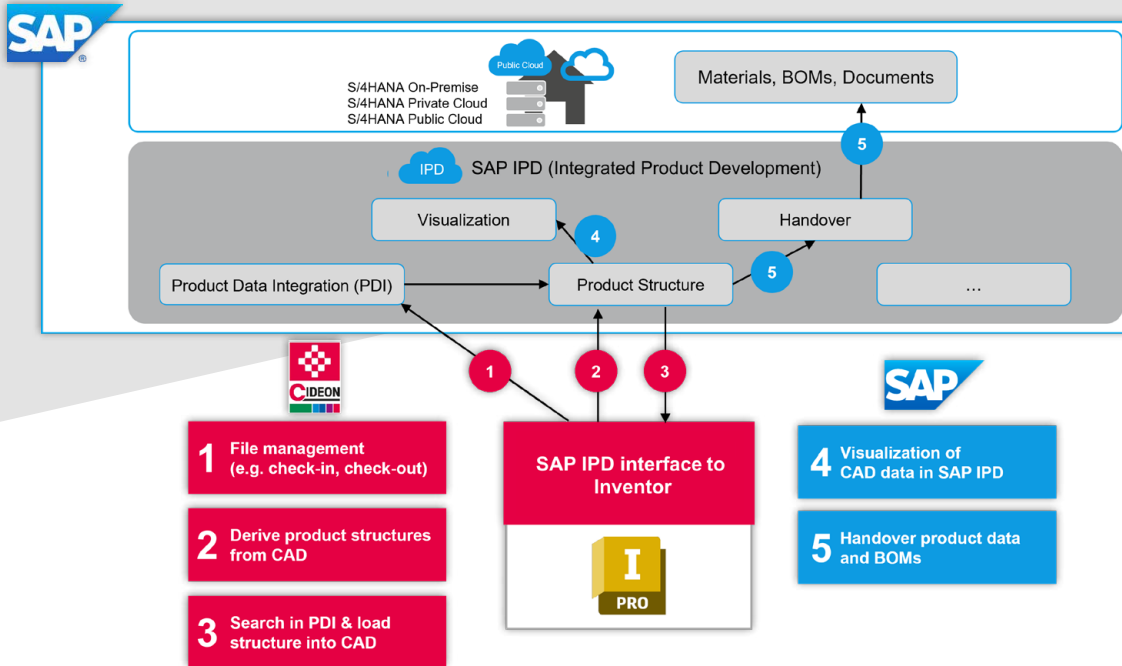 SAP
®
Public Cloud
S/4HANA On-Premise
S/4HANA Private Cloud
S/4HANA Public Cloud
Materials, BOMs, Documents
5
IPD
SAP IPD (Integrated Product Development)
Visualization
4
Handover
5
Product Data Integration (PDI)
Product Structure
...
1
2
3
CIDEON
SAP
1
File management
(e.g. check-in, check-out)
2
Derive product structures
from CAD
3
Search in PDI & load
structure into CAD
SAP IPD interface to
Inventor
I
PRO
4
Visualization of
CAD data in SAP IPD
5
Handover product data
and BOMs